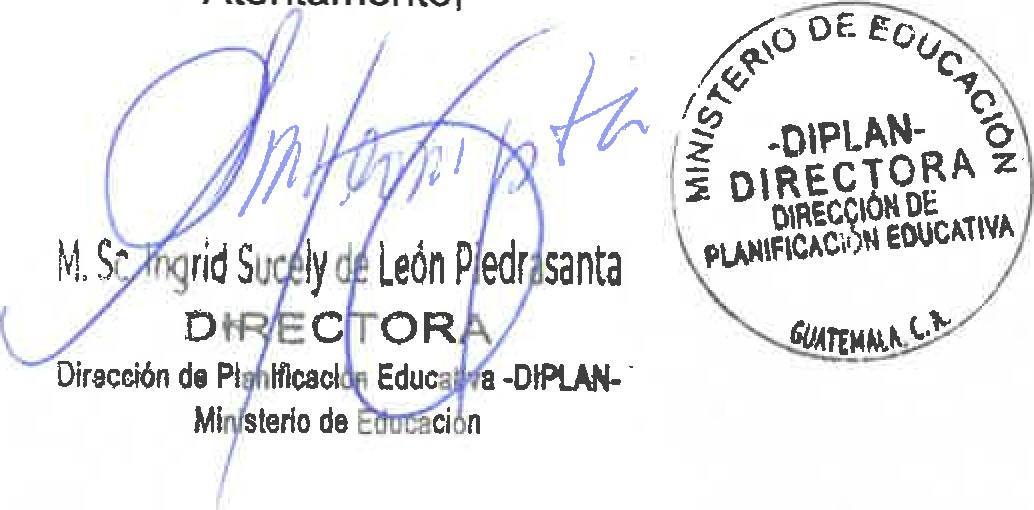 Atentamente,
M. Sc. Ingrid Sucely de León Piedrasanta
DIRECTORA
Dirección de Planificación Educativa -DIPLAN-
Ministerio de Educación
MINISTERIO DE EDUCACIÓN
-DIPLAN-
DIRECTORA
DIRECCIÓN DE
PLANIFICACIÓN EDUCATIVA
GUATEMALA, C. A.